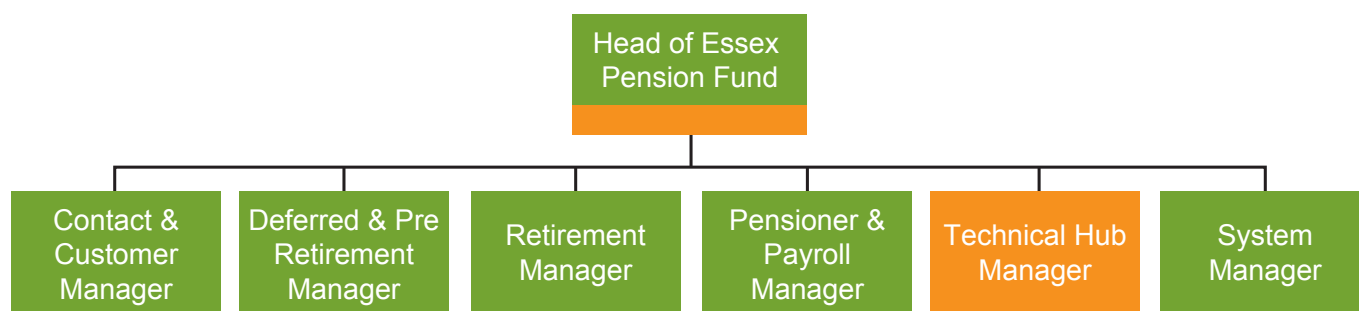 Head of Essex
Pension Fund
Contact &
Customer
Manager
Deferred & Pre
Retirement
Manager
Retirement
Manager
Pensioner &
Payroll
Manager
Technical Hub
Manager
System
Manager